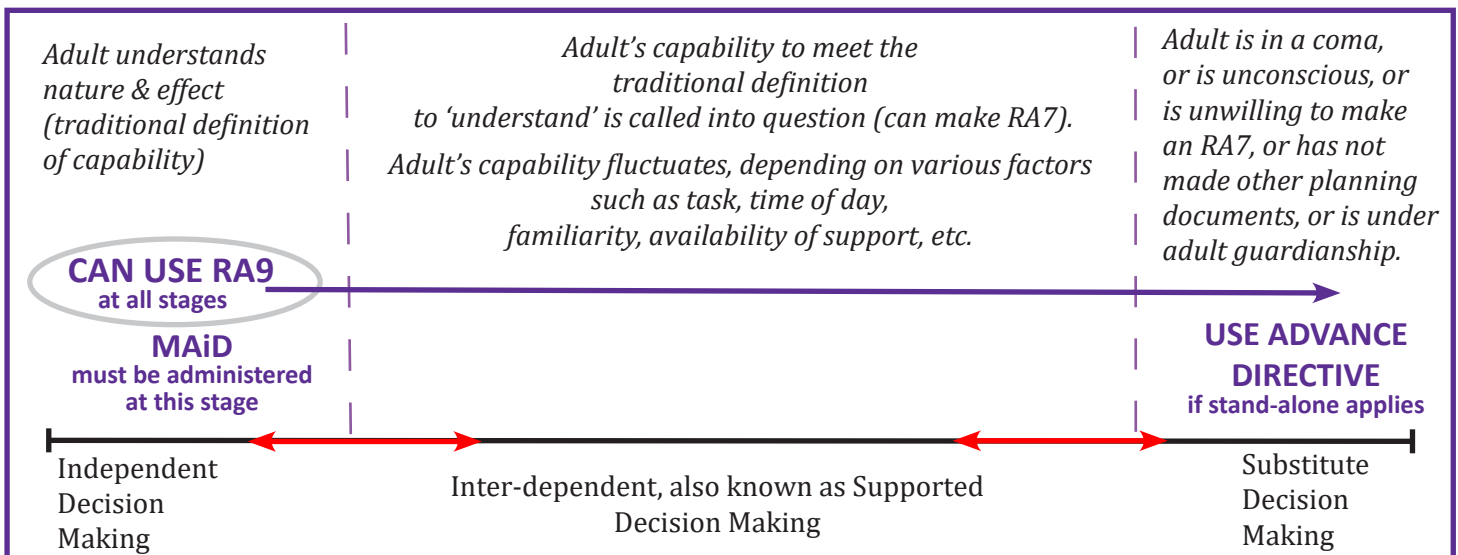 Adult understands
nature & effect
(traditional definition
of capability)
Adult’s capability to meet the
traditional definition
to ‘understand’ is called into question (can make RA7).
Adult’s capability fluctuates, depending on various factors
such as task, time of day,
familiarity, availability of support, etc.
Adult is in a coma,
or is unconscious, or
is unwilling to make
an RA7, or has not
made other planning
documents, or is under
adult guardianship.
CAN USE RA9
at all stages
MAiD
must be administered
at this stage
USE ADVANCE
DIRECTIVE
if stand-alone applies
Independent
Decision
Making
Inter-dependent, also known as Supported
Decision Making
Substitute
Decision
Making